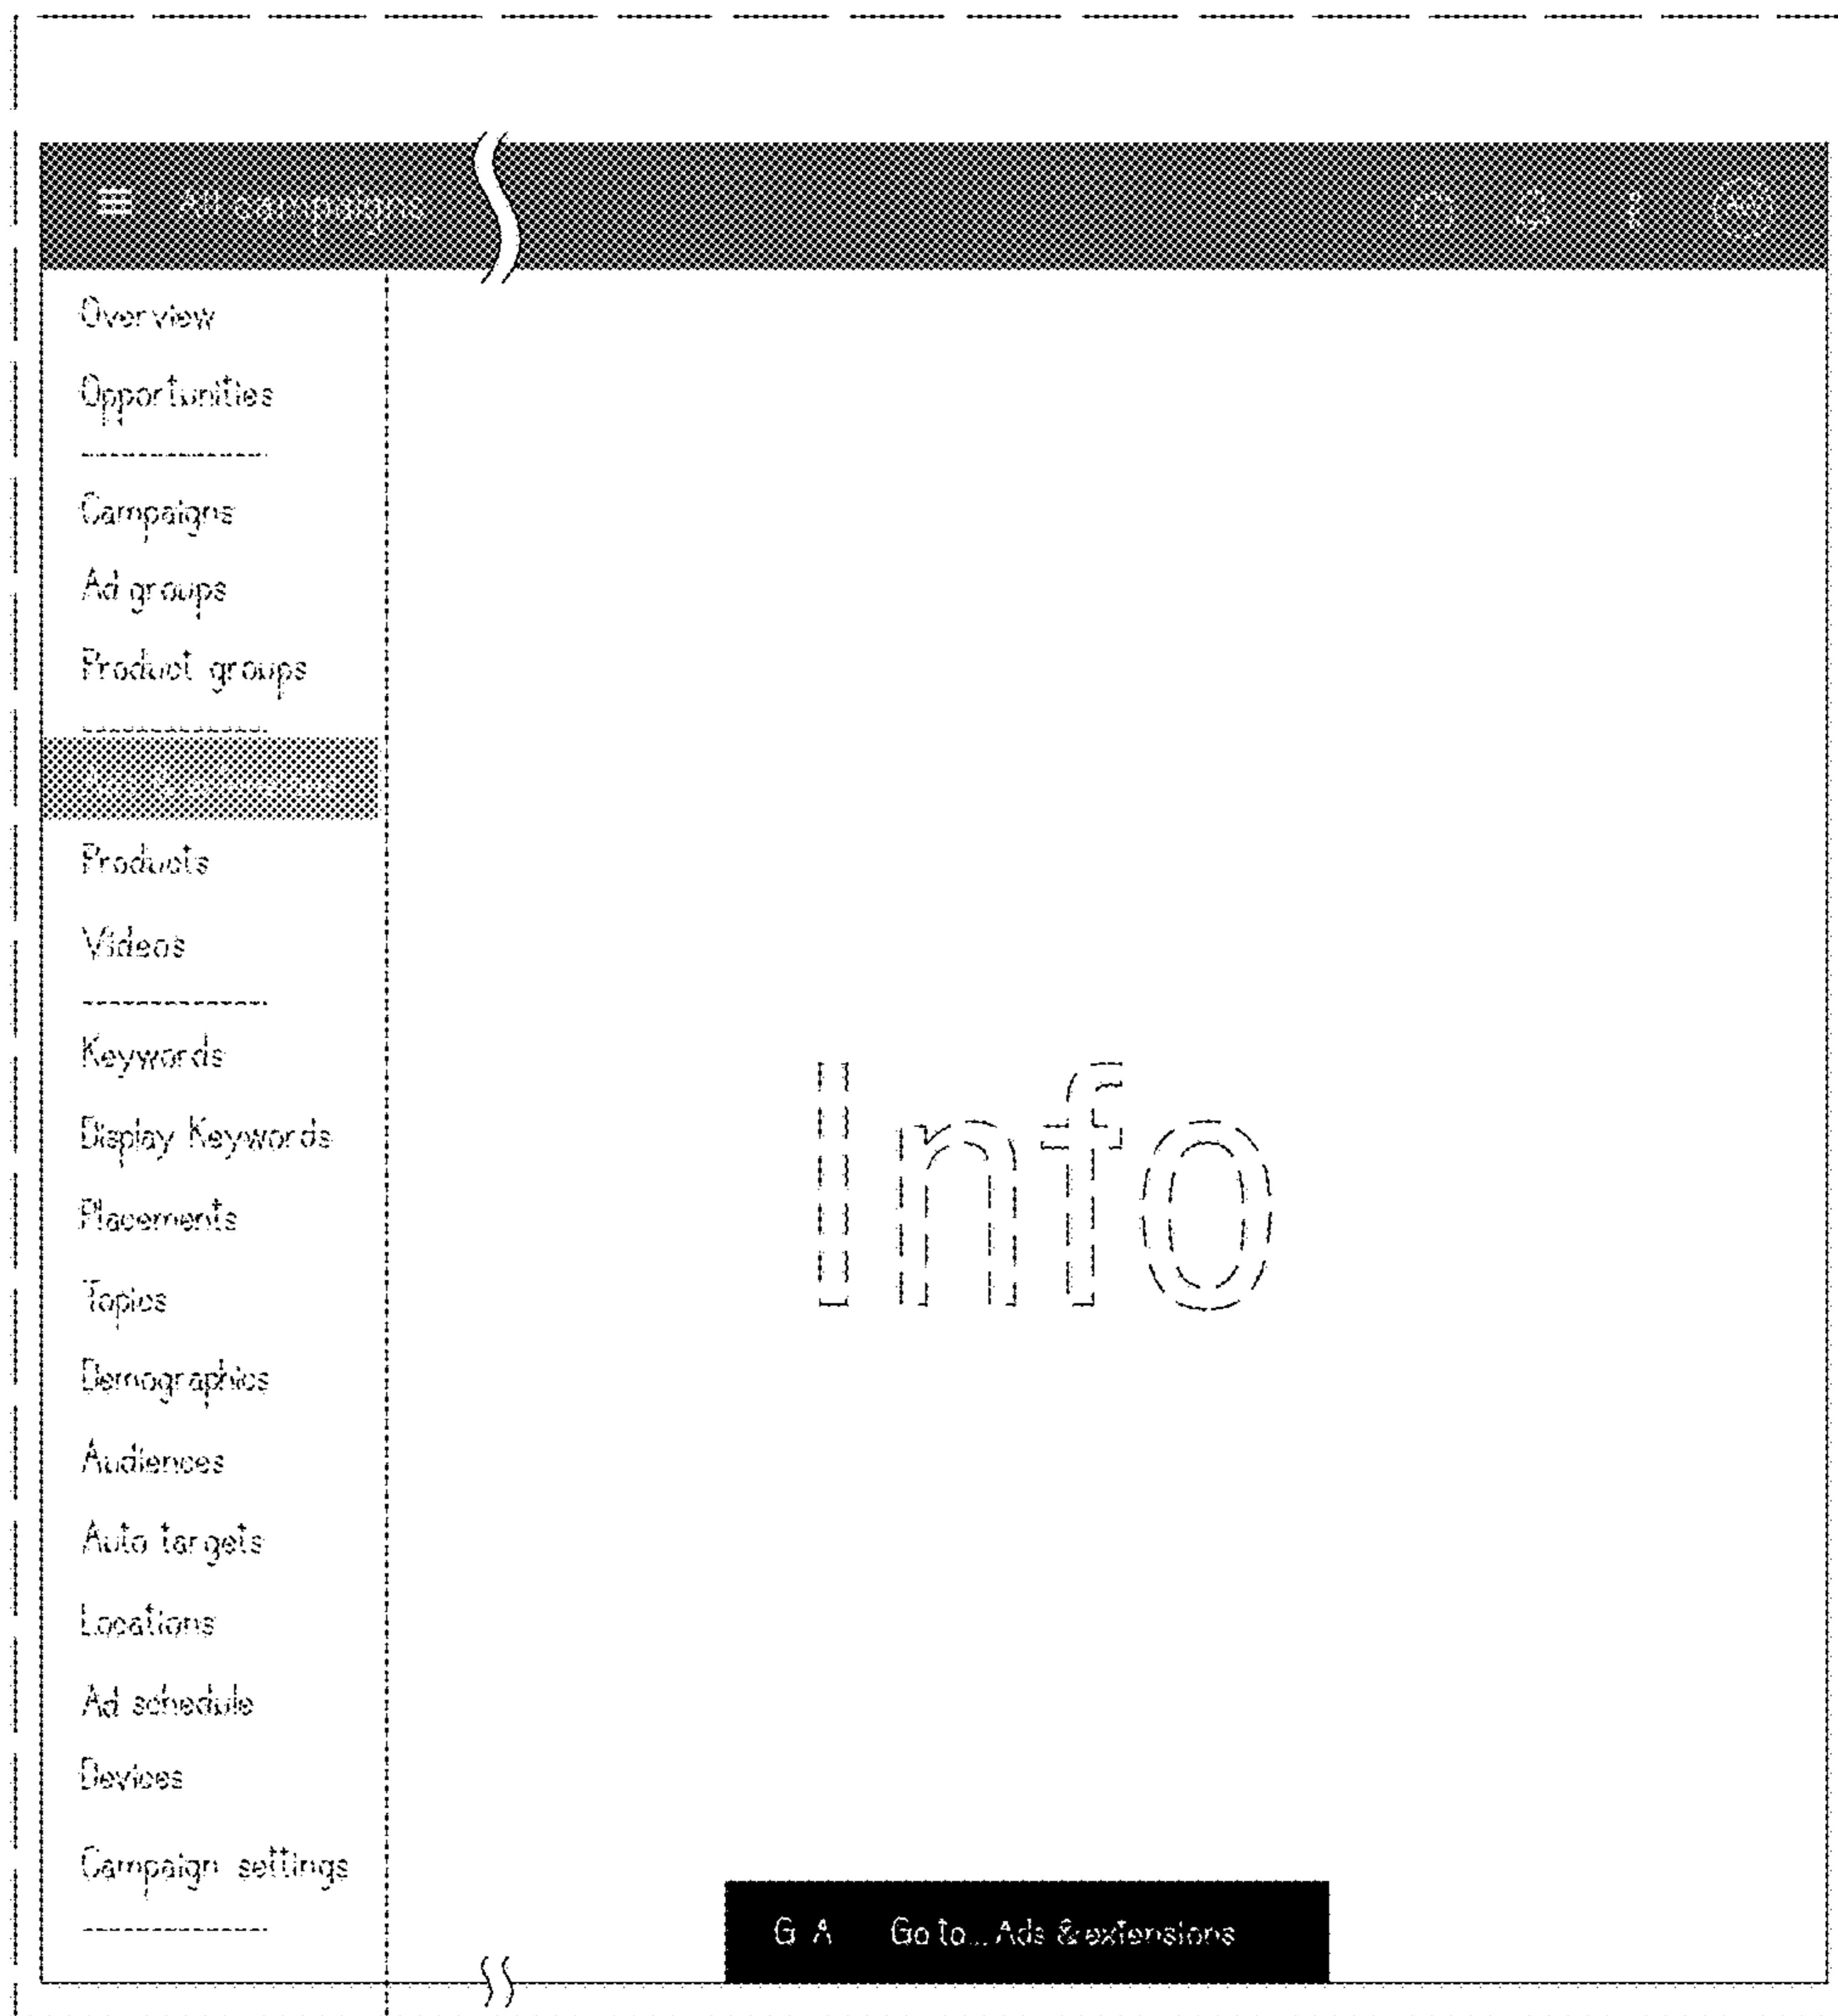 All campaigns
Overview
Opportunities
Campaigns
Ad groups
Product groups
Products
Videos
Keywords
Display Keywords
Placements
Topics
Demographics
Audiences
Auto targets
Locations
Ad schedule
Devices
Campaign settings
Info
G A Go to... Ads & extensions